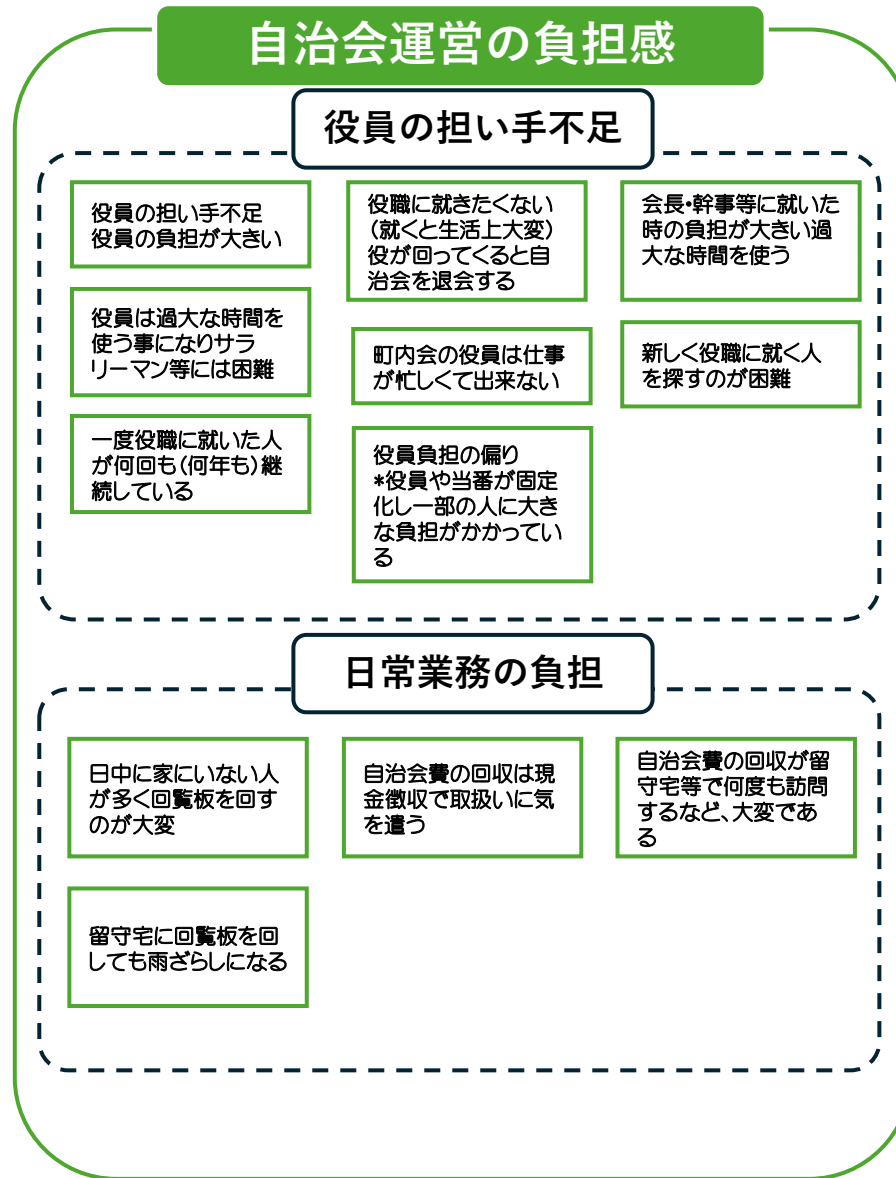 自治会運営の負担感
役員の担い手不足
役員の担い手不足
役員の負担が大きい
役職に就きたくない
(就くと生活上大変)
役が回ってくると自
治会を退会する
会長・幹事等に就いた
時の負担が大きい過
大な時間を使う
役員は過大な時間を
使う事になりサラ
リーマン等には困難
町内会の役員は仕事
が忙しくて出来ない
新しく役職に就く人
を探すのが困難
一度役職に就いた人
が何回も(何年も)継
続している
役員負担の偏り
*役員や当番が固定
化し一部の人に大き
な負担がかかってい
る
日常業務の負担
日中に家にいない人
が多く回覧板を回す
のが大変
自治会費の回収は現
金徴収で取扱いに気
を遣う
自治会費の回収が留
守宅等で何度も訪問
するなど、大変であ
る
留守宅に回覧板を回
しても雨ざらしになる